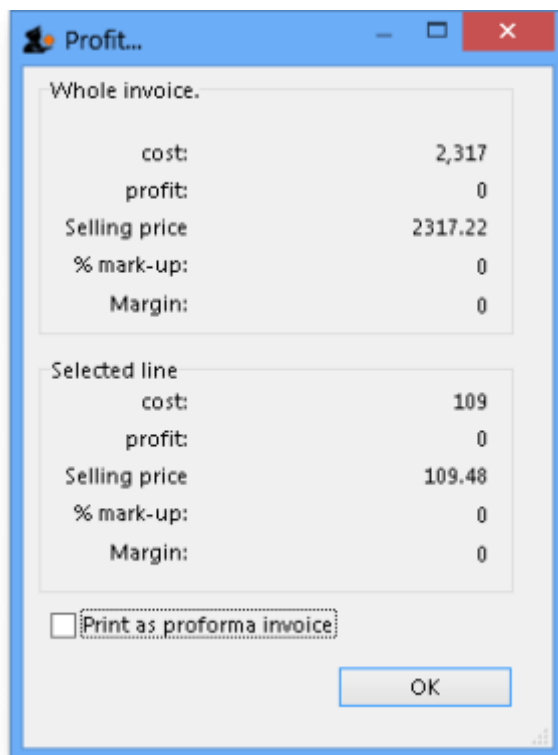 Profit...
Whole invoice.
cost: 2,317
profit: 0
Selling price 2317.22
% mark-up: 0
Margin: 0
Selected line
cost: 109
profit: 0
Selling price 109.48
% mark-up: 0
Margin: 0
Print as proforma invoice
OK